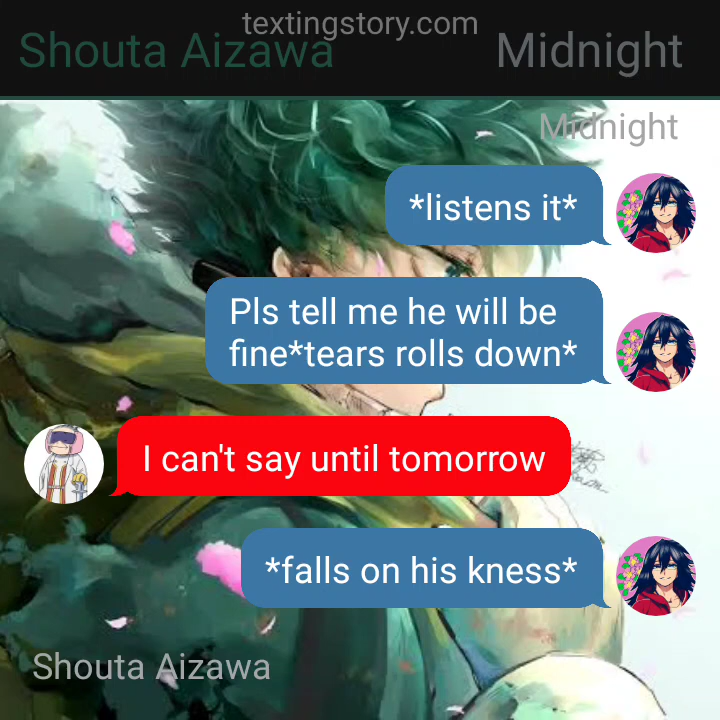 textingstory.com
Shouta Aizawa
Midnight
Midnight
*listens it*
Pls tell me he will be
fine*tears rolls down*
I can't say until tomorrow
*falls on his kness*
Shouta Aizawa